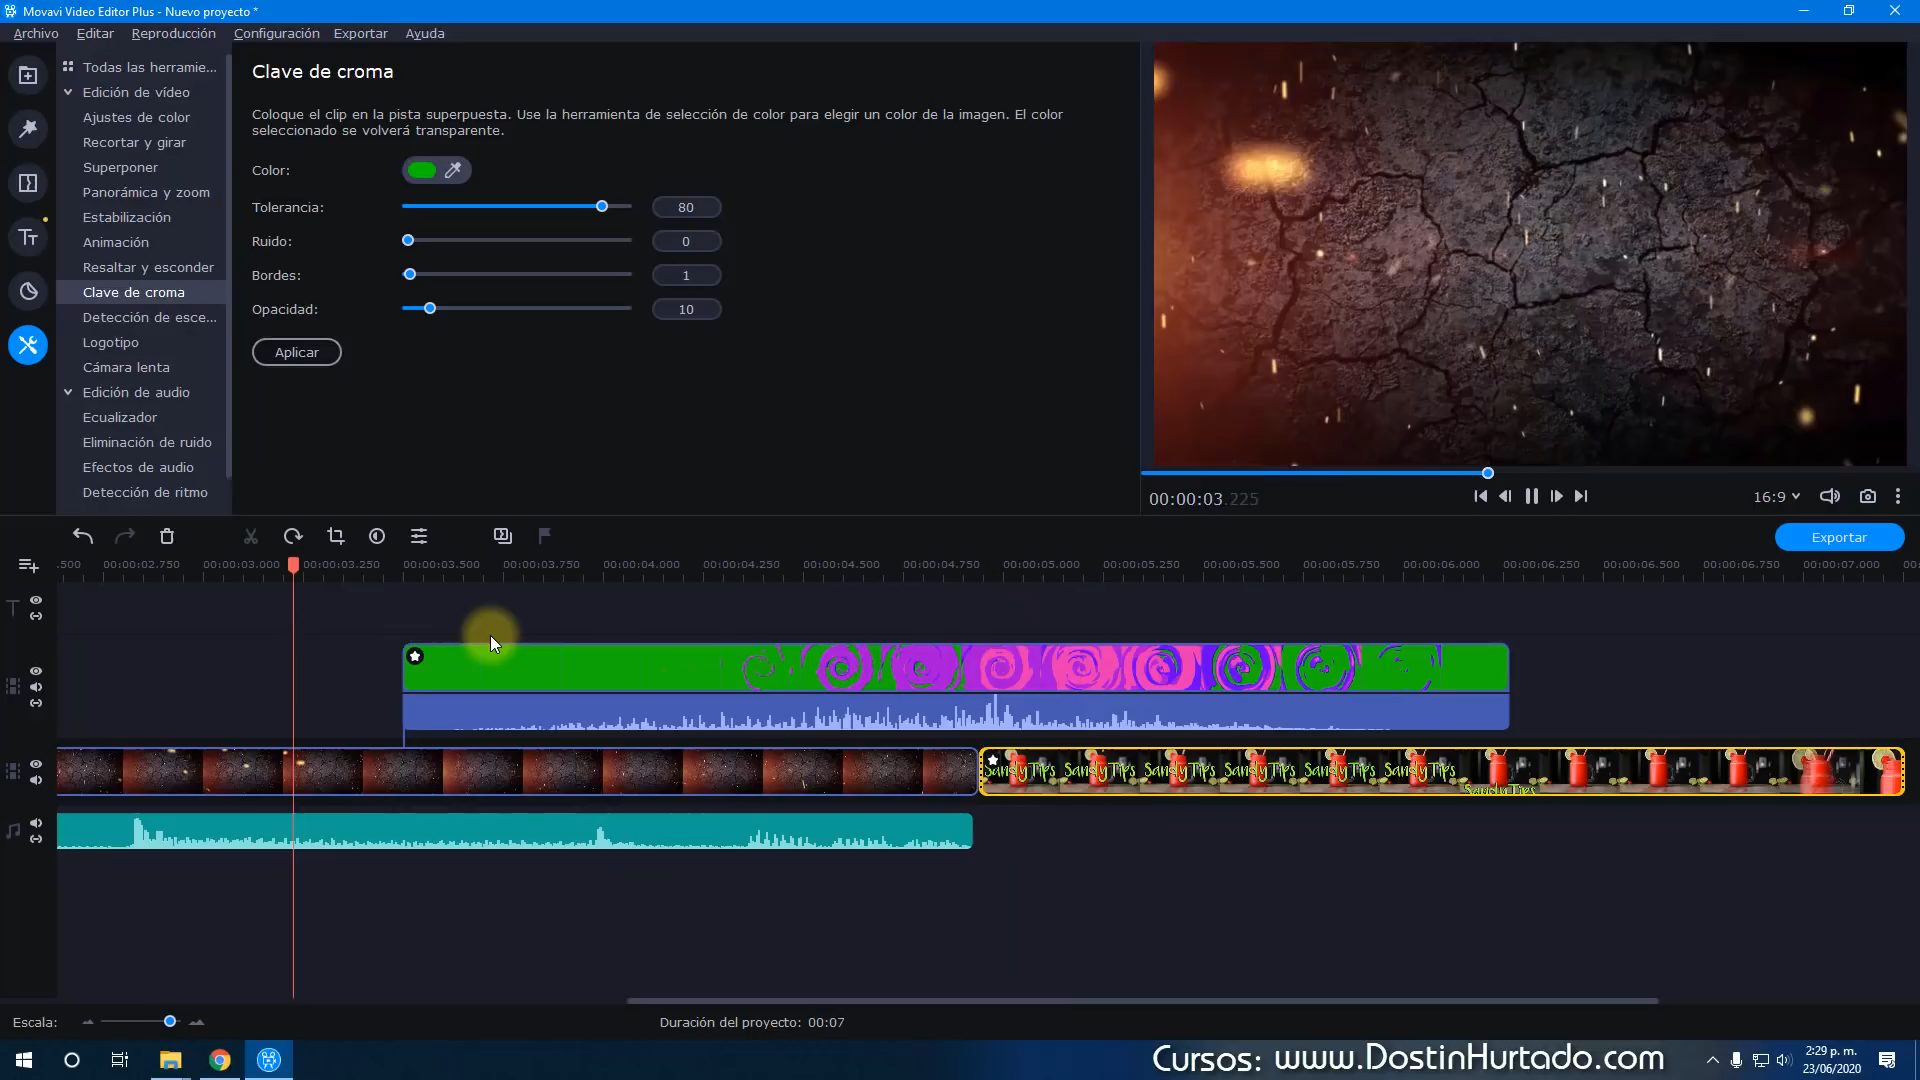 Movavi Video Editor Plus - Nuevo proyecto *
Archivo Editar Reproducción Configuración Exportar Ayuda
Todas las herramie...
Edición de vídeo
Ajustes de color
Recortar y girar
Superponer
Panorámica y zoom
Estabilización
Animación
Resaltar y esconder
Clave de croma
Detección de esce...
Logotipo
Cámara lenta
Edición de audio
Ecualizador
Eliminación de ruido
Efectos de audio
Detección de ritmo
Clave de croma
Coloque el clip en la pista superpuesta. Use la herramienta de selección de color para elegir un color de la imagen. El color
seleccionado se volverá transparente.
Color:
Tolerancia: 80
Ruido: 0
Bordes: 1
Opacidad: 10
Aplicar
00:00:03.225
16:9
Exportar
.500 00:00:02.750 00:00:03.000 00:00:03.250 00:00:03.500 00:00:03.750 00:00:04.000 00:00:04.250 00:00:04.500 00:00:04.750 00:00:05.000 00:00:05.250 00:00:05.500 00:00:05.750 00:00:06.000 00:00:06.250 00:00:06.500 00:00:06.750 00:00:07.000 00:
SandyTips SandyTips SandyTips SandyTips SandyTips SandyTips SandyTips
Escala:
Duración del proyecto: 00:07
Cursos: www.DostinHurtado.com
2:29 p. m.
23/06/2020